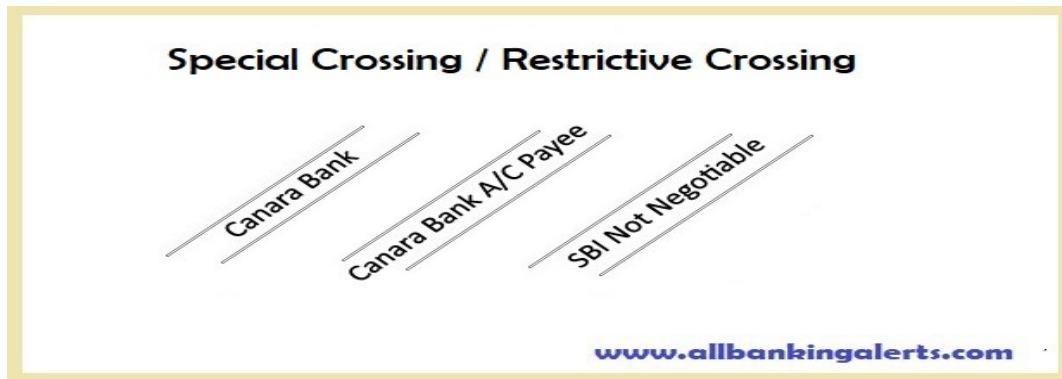 Special Crossing / Restrictive Crossing
Canara Bank
Canara Bank A/C Payee
SBI Not Negotiable
www.allbankingalerts.com